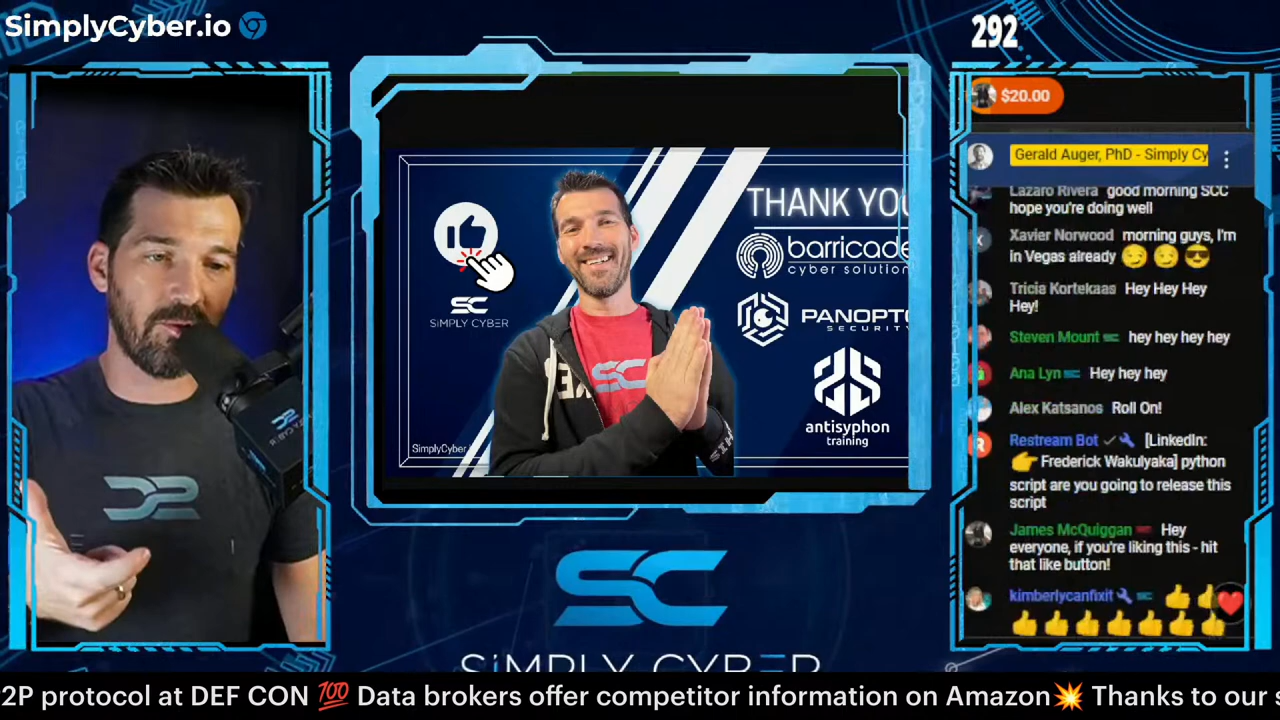 SimplyCyber.io
292
$20.00
Gerald Auger, PhD - Simply Cy
Lazaro Rivera good morning SCC
hope you're doing well
Xavier Norwood morning guys, I'm
in Vegas already
Tricia Kortekaas Hey Hey Hey
Hey!
Steven Mount hey hey hey hey
Ana Lyn Hey hey hey
Alex Katsanos Roll On!
Restream Bot [LinkedIn:
Frederick Wakulyaka] python
script are you going to release this
script
James McQuiggan Hey
everyone, if you're liking this - hit
that like button!
kimberlycanfixit
THANK YOU
barricade
cyber solution
PANOPTO
SECURITY
antisyphon
training
SC
SIMPLY CYBER
SimplyCyber
SC
SIMPLY CYBER
2P protocol at DEF CON 💯 Data brokers offer competitor information on Amazon💥 Thanks to our s